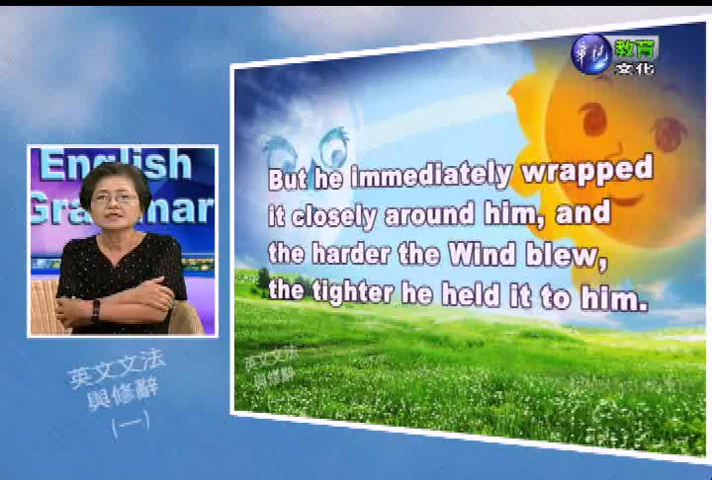 華視
教育
文化
English
Grammar
But he immediately wrapped
it closely around him, and
the harder the Wind blew,
the tighter he held it to him.
英文文法
與修辭
英文文法
與修辭
(一)